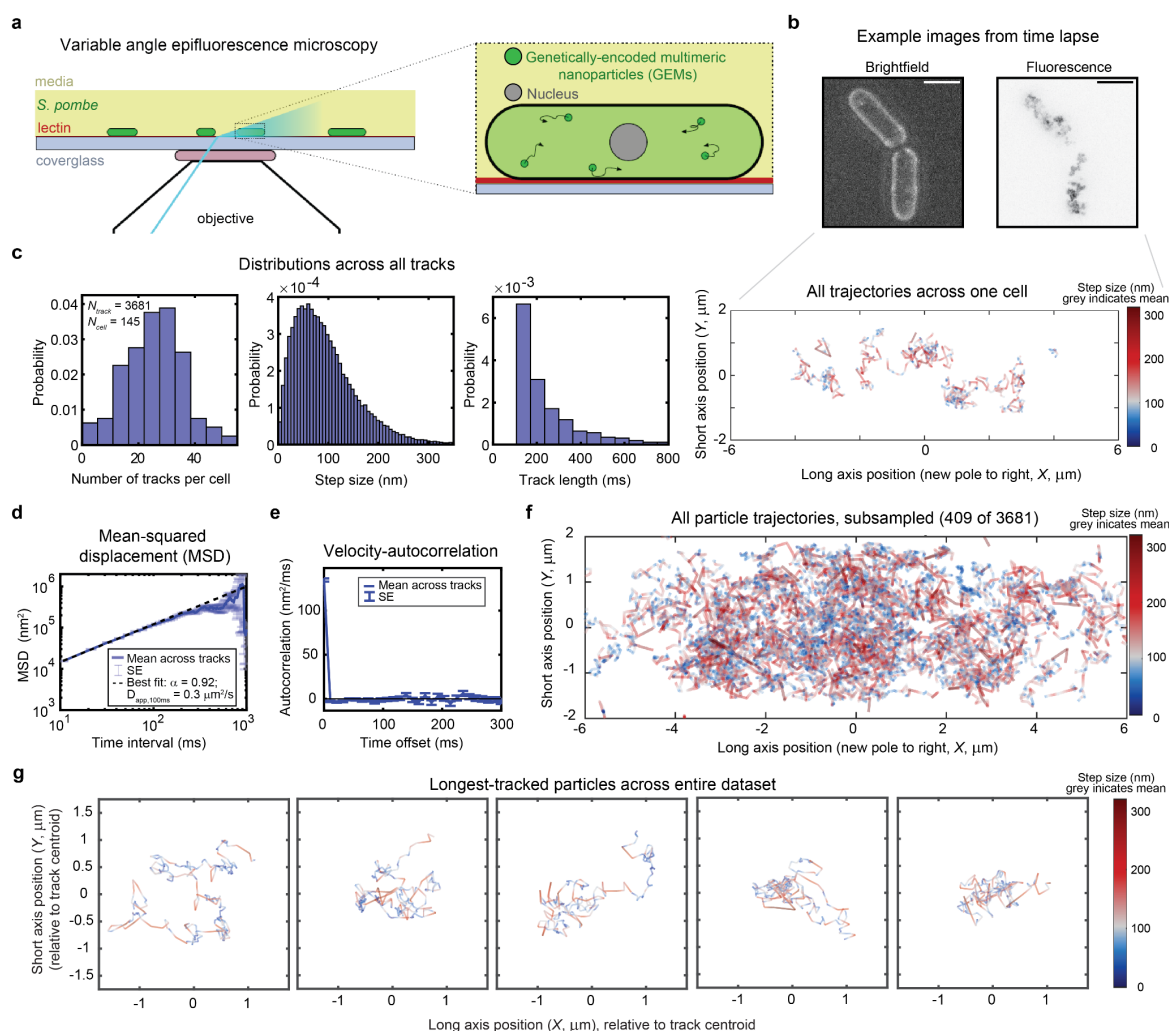 a
Variable angle epifluorescence microscopy
media
S. pombe
lectin
coverglass
objective
Genetically-encoded multimeric
nanoparticles (GEMs)
Nucleus
b
Example images from time lapse
Brightfield
Fluorescence
c
Distributions across all tracks
N_track = 3681
N_cell = 145
0.04
0.03
0.02
0.01
0
0
20
40
Probability
Number of tracks per cell
×10⁻⁴
4
3
2
1
0
0
100
200
300
Probability
Step size (nm)
×10⁻³
8
6
4
2
0
0
200
400
600
800
Probability
Track length (ms)
All trajectories across one cell
Step size (nm)
grey indicates mean
300
200
100
0
2
0
-2
-6
0
6
Short axis position (Y, μm)
Long axis position (new pole to right, X, μm)
d
Mean-squared
displacement (MSD)
10⁶
10⁵
10⁴
10³
10¹
10²
10³
MSD (nm²)
Mean across tracks
SE
Best fit: α = 0.92;
D_app,100ms = 0.3 μm²/s
Time interval (ms)
e
Velocity-autocorrelation
Mean across tracks
SE
100
50
0
0
100
200
300
Autocorrelation (nm²/ms)
Time offset (ms)
f
All particle trajectories, subsampled (409 of 3681)
Step size (nm)
grey inicates mean
300
200
100
0
2
1
0
-1
-2
-6
-4
-2
0
2
4
6
Short axis position (Y, μm)
Long axis position (new pole to right, X, μm)
g
Longest-tracked particles across entire dataset
Step size (nm)
grey inicates mean
300
200
100
0
1.5
1
0.5
0
-0.5
-1
-1.5
Short axis position (Y, μm)
(relative to track centroid)
-1
0
1
-1
0
1
-1
0
1
-1
0
1
-1
0
1
Long axis position (X, μm), relative to track centroid